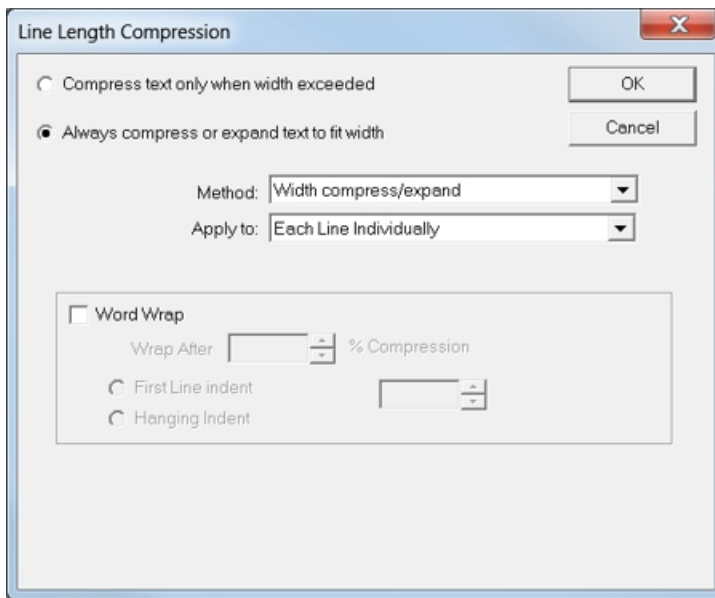 Line Length Compression
Compress text only when width exceeded
OK
Always compress or expand text to fit width
Cancel
Method: Width compress/expand
Apply to: Each Line Individually
Word Wrap
Wrap After % Compression
First Line indent
Hanging Indent